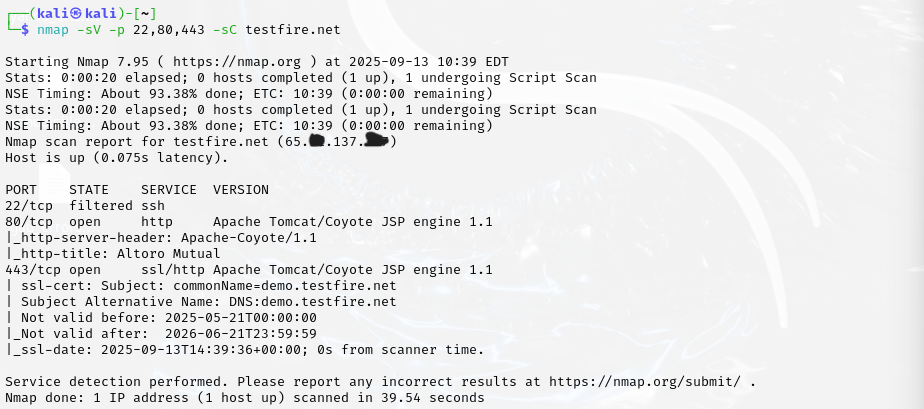 ┌──(kali㉿kali)-[~]
└─$ nmap -sV -p 22,80,443 -sC testfire.net
Starting Nmap 7.95 ( https://nmap.org ) at 2025-09-13 10:39 EDT
Stats: 0:00:20 elapsed; 0 hosts completed (1 up), 1 undergoing Script Scan
NSE Timing: About 93.38% done; ETC: 10:39 (0:00:00 remaining)
Stats: 0:00:20 elapsed; 0 hosts completed (1 up), 1 undergoing Script Scan
NSE Timing: About 93.38% done; ETC: 10:39 (0:00:00 remaining)
Nmap scan report for testfire.net (65. .137. )
Host is up (0.075s latency).
PORT    STATE    SERVICE  VERSION
22/tcp  filtered ssh
80/tcp  open     http     Apache Tomcat/Coyote JSP engine 1.1
|_http-server-header: Apache-Coyote/1.1
|_http-title: Altoro Mutual
443/tcp open     ssl/http Apache Tomcat/Coyote JSP engine 1.1
| ssl-cert: Subject: commonName=demo.testfire.net
| Subject Alternative Name: DNS:demo.testfire.net
| Not valid before: 2025-05-21T00:00:00
|_Not valid after:  2026-06-21T23:59:59
|_ssl-date: 2025-09-13T14:39:36+00:00; 0s from scanner time.
Service detection performed. Please report any incorrect results at https://nmap.org/submit/ .
Nmap done: 1 IP address (1 host up) scanned in 39.54 seconds